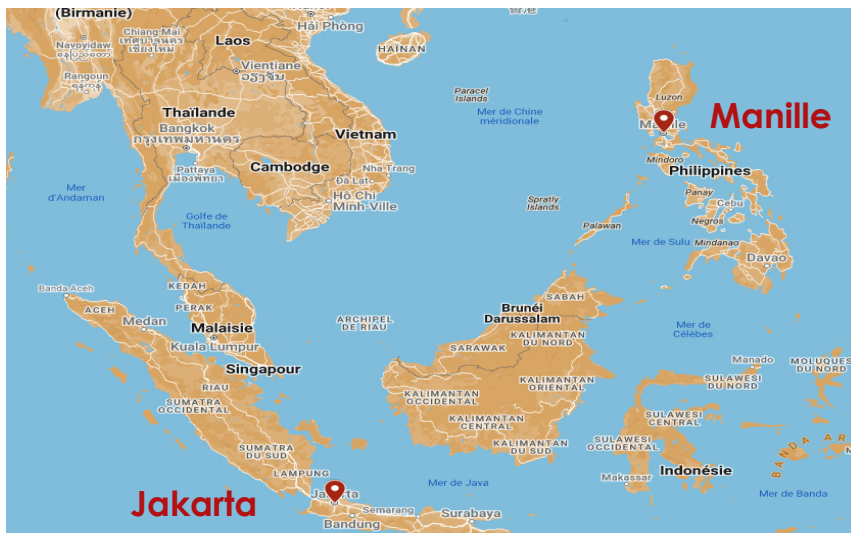 (Birmanie)
Nayoyidaw
Rangoun
Chiang Mai
เชียงใหม่
Laos
Vientiane
ວຽງຈັນ
Hải Phòng
HAÏNAN
Thaïlande
Bangkok
กรุงเทพมหานคร
Pattaya
เมืองพัทยา
Vietnam
Cambodge
Nha Trang
Đà Lạt
Hồ Chí
Minh-Ville
Mer
d'Andaman
Golfe de
Thaïlande
Paracel
Islands
Mer de Chine
méridionale
Spratly
Islands
Luzon
Manille
Manille
Mindoro
Philippines
Panay
Cebu
Negros
Palawan
Mer de Sulu
Mindanao
Davao
Banda Aceh
ACEH
Medan
KEDAH
PERAK
Malaisie
Kuala Lumpur
Singapour
ARCHIPEL
DE RIAU
RIAU
SUMATRA
OCCIDENTAL
SUMATRA
DU SUD
LAMPUNG
SABAH
Brunéi
Darussalam
SARAWAK
KALIMANTAN
DU NORD
KALIMANTAN
ORIENTAL
KALIMANTAN
OCCIDENTAL
KALIMANTAN
CENTRAL
KALIMANTAN
DU SUD
Mer de
Célèbes
Manado
SULAWESI
DU NORD
MOLUQUES
DU NORD
SULAWESI
CENTRAL
SULAWESI
OCCIDENTAL
Makassar
Indonésie
BANDA
Mer de Banda
Mer de Java
Jakarta
Jakarta
Bandung
Semarang
Surabaya